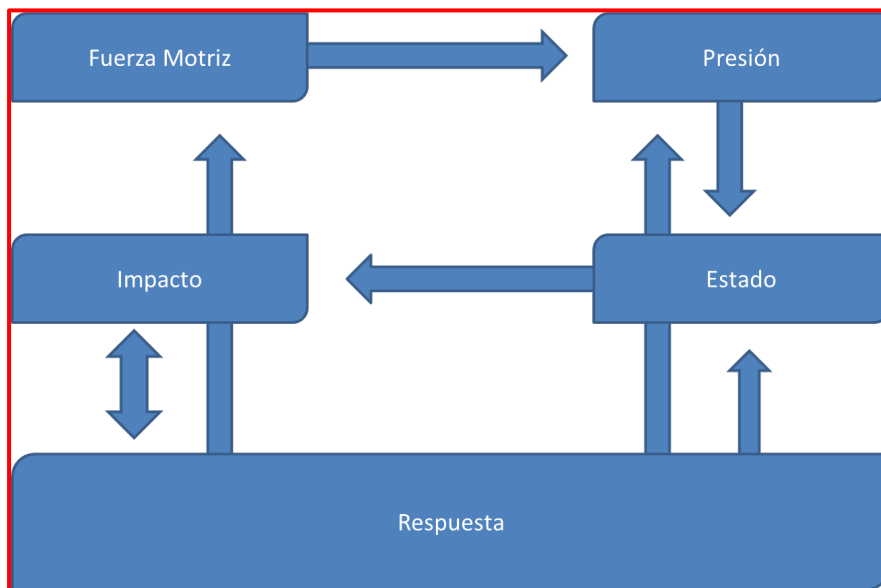 Fuerza Motriz
Presión
Impacto
Estado
Respuesta